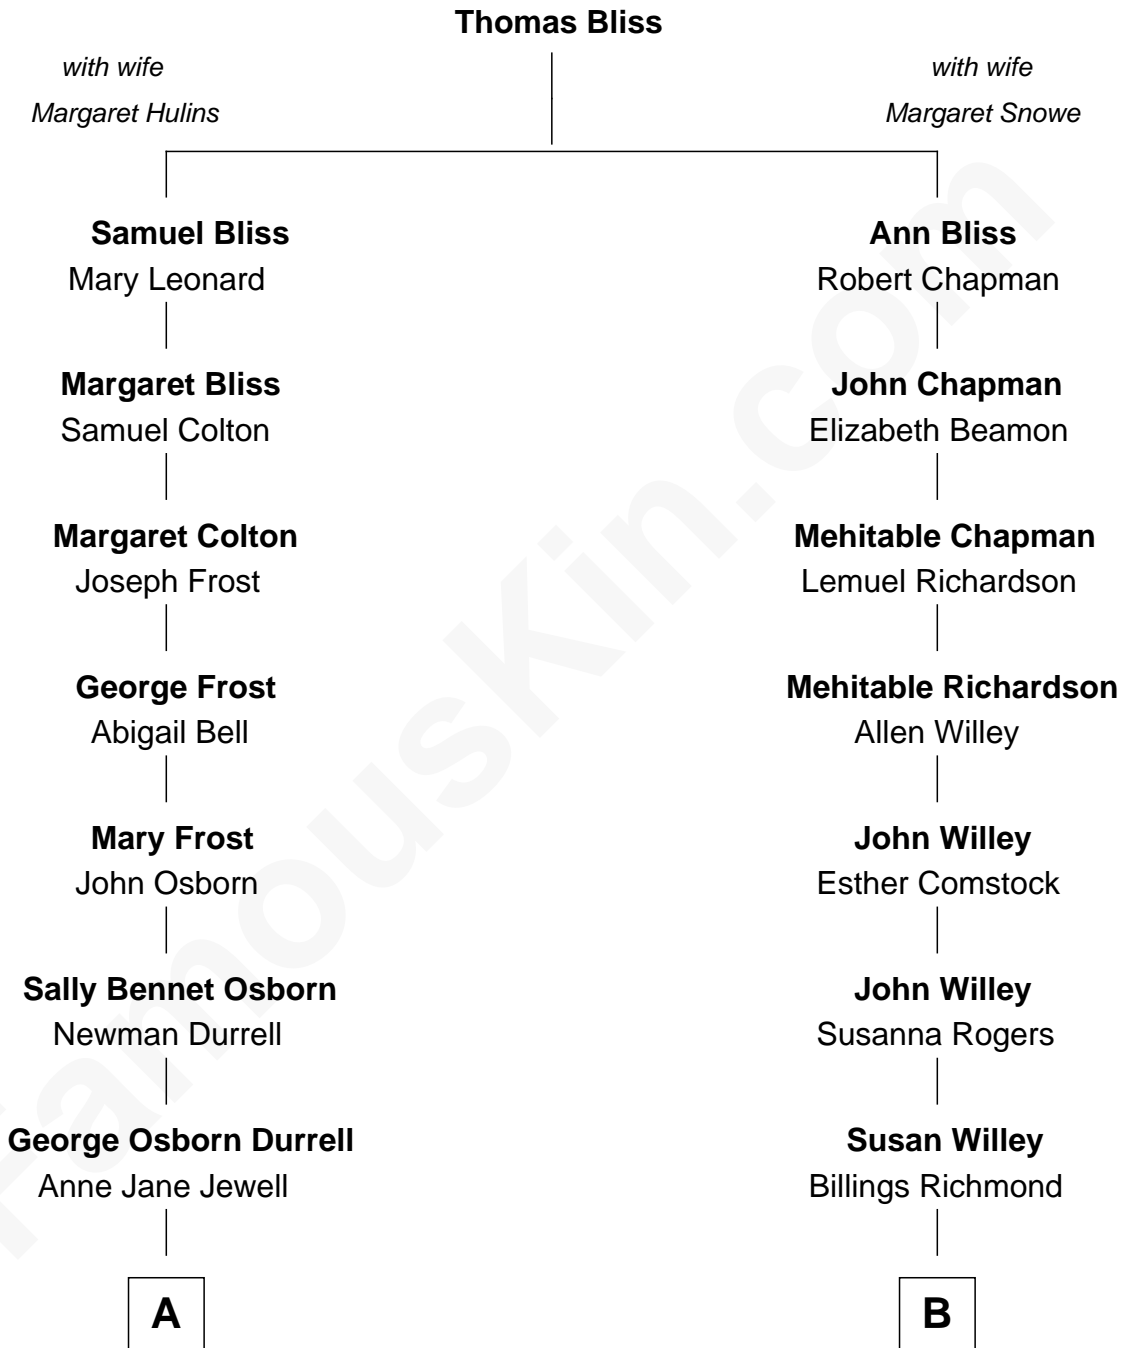 Thomas Bliss
with wife
Margaret Hulins
with wife
Margaret Snowe
Samuel Bliss
Mary Leonard
Ann Bliss
Robert Chapman
Margaret Bliss
Samuel Colton
John Chapman
Elizabeth Beamon
Margaret Colton
Joseph Frost
Mehitable Chapman
Lemuel Richardson
George Frost
Abigail Bell
Mehitable Richardson
Allen Willey
Mary Frost
John Osborn
John Willey
Esther Comstock
Sally Bennet Osborn
Newman Durrell
John Willey
Susanna Rogers
George Osborn Durrell
Anne Jane Jewell
Susan Willey
Billings Richmond
A
B
FamousKin.com